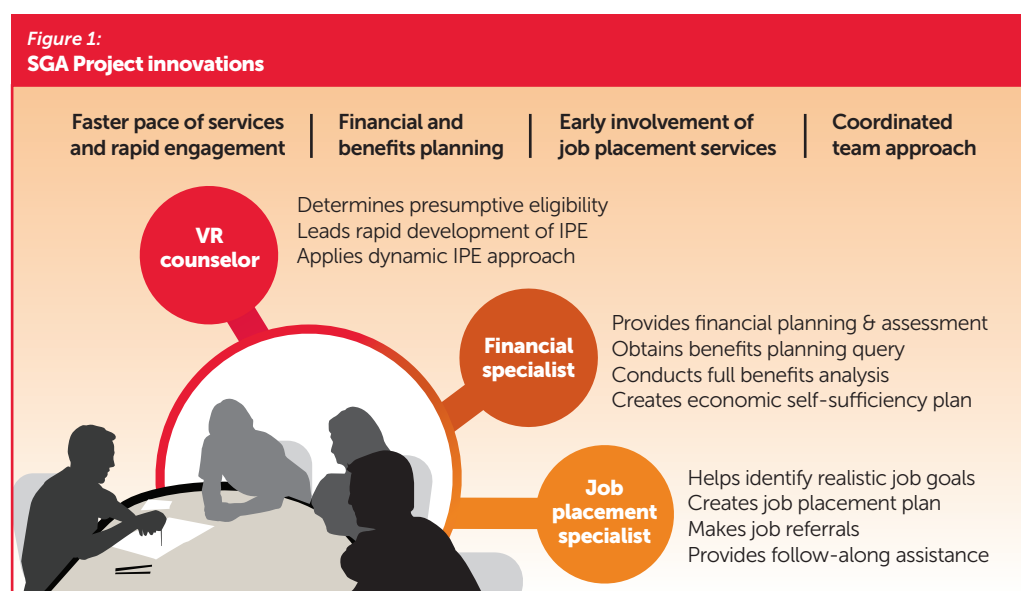 Figure 1:
SGA Project innovations
Faster pace of services
and rapid engagement
Financial and
benefits planning
Early involvement of
job placement services
Coordinated
team approach
VR
counselor
Determines presumptive eligibility
Leads rapid development of IPE
Applies dynamic IPE approach
Financial
specialist
Provides financial planning & assessment
Obtains benefits planning query
Conducts full benefits analysis
Creates economic self-sufficiency plan
Job
placement
specialist
Helps identify realistic job goals
Creates job placement plan
Makes job referrals
Provides follow-along assistance